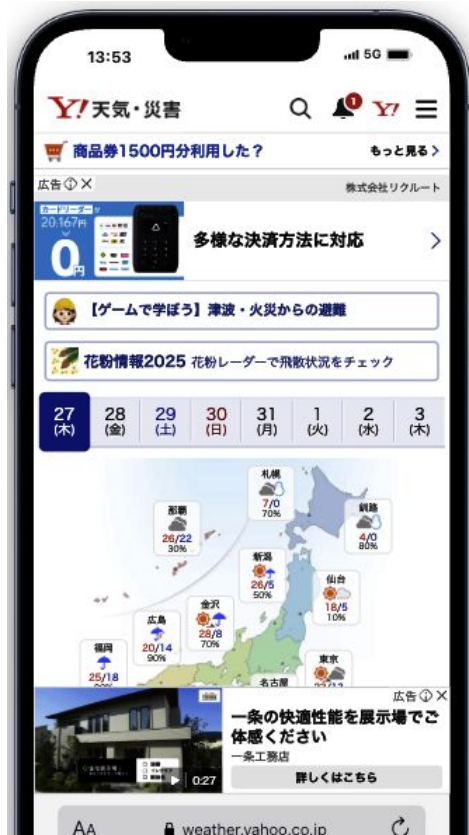 13:53
5G
Y! 天気・災害
1
Y!
商品券1500円分利用した？
もっと見る
広告
株式会社リクルート
カードリーダーが
20,167円
0円
多様な決済方法に対応
【ゲームで学ぼう】津波・火災からの避難
花粉情報2025 花粉レーダーで飛散状況をチェック
27 28 29 30 31 1 2 3
(木) (金) (土) (日) (月) (火) (水) (木)
札幌
7/0
70%
那覇
26/22
30%
釧路
4/0
80%
新潟
26/5
50%
仙台
18/5
10%
金沢
28/8
70%
広島
20/14
90%
福岡
25/18
東京
名古屋
広告
一条の快適性能を展示場でご
体感ください
一条工務店
詳しくはこちら
0:27
AA
weather.yahoo.co.jp